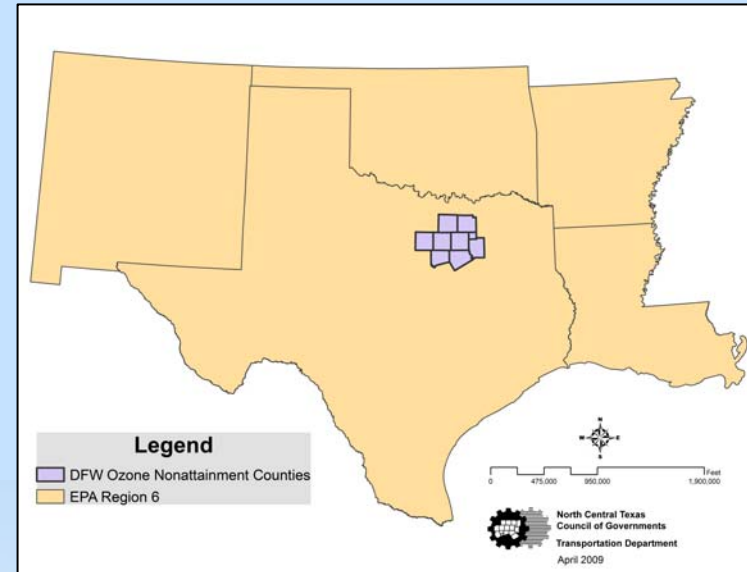 Legend
DFW Ozone Nonattainment Counties
EPA Region 6
N
W E
S
Feet
0 475,000 950,000 1,900,000
North Central Texas
Council of Governments
Transportation Department
April 2009